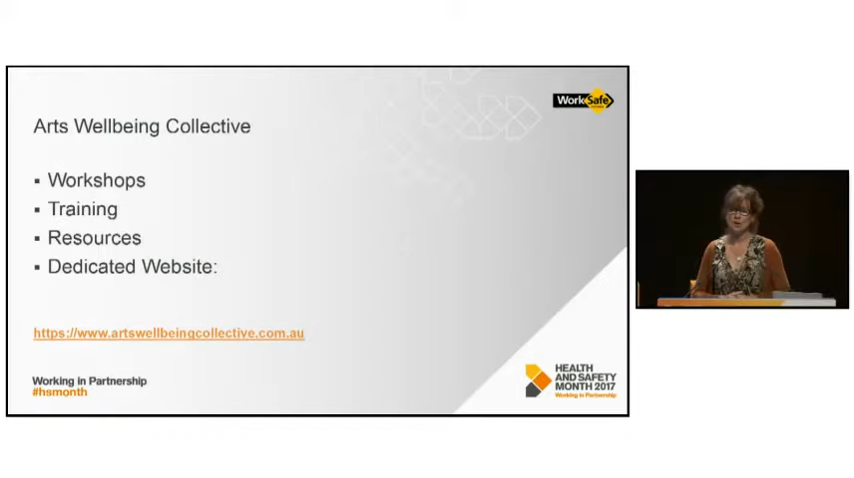 WorkSafe
Arts Wellbeing Collective
▪ Workshops
▪ Training
▪ Resources
▪ Dedicated Website:
https://www.artswellbeingcollective.com.au
Working in Partnership
#hsmonth
HEALTH
AND SAFETY
MONTH 2017
Working in Partnership